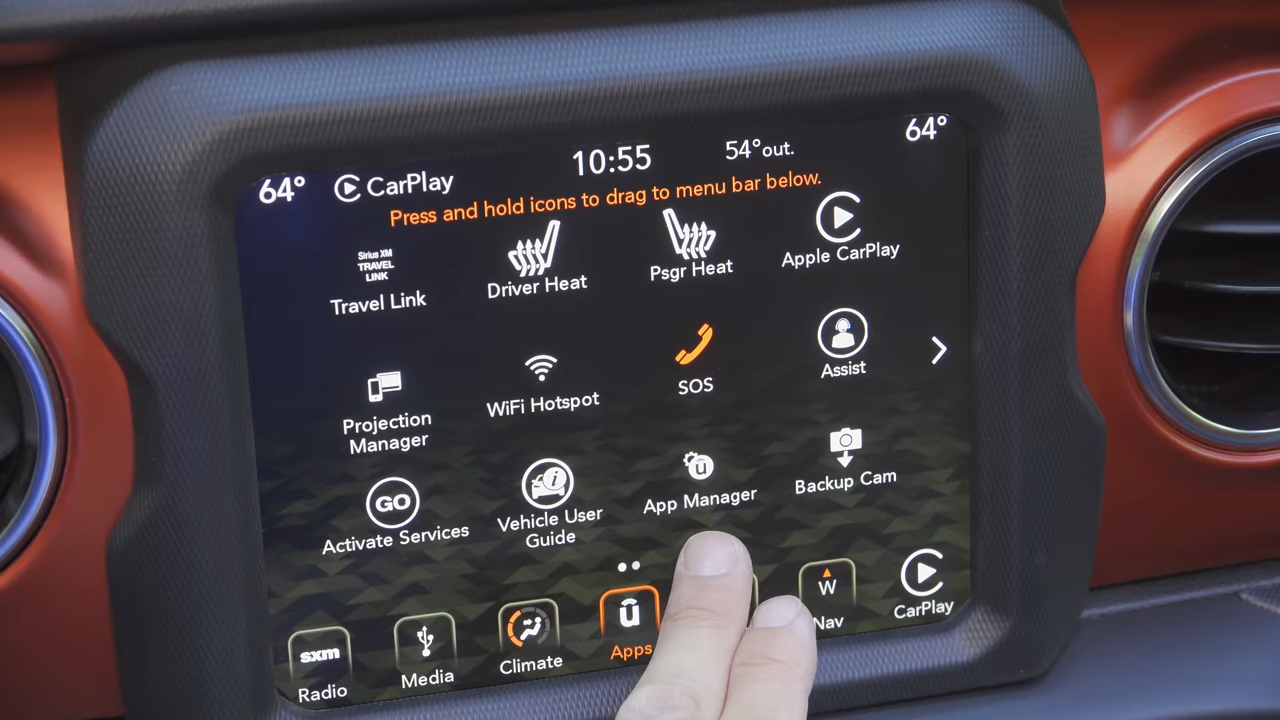 64° CarPlay 10:55 54°out. 64°
Press and hold icons to drag to menu bar below.
Sirius XM
TRAVEL
LINK
Travel Link
Driver Heat
Psgr Heat
Apple CarPlay
Projection
Manager
WiFi Hotspot
SOS
Assist
GO
Activate Services
i
Vehicle User
Guide
ū
App Manager
Backup Cam
sxm
Radio
Media
Climate
ū
Apps
W
Nav
CarPlay